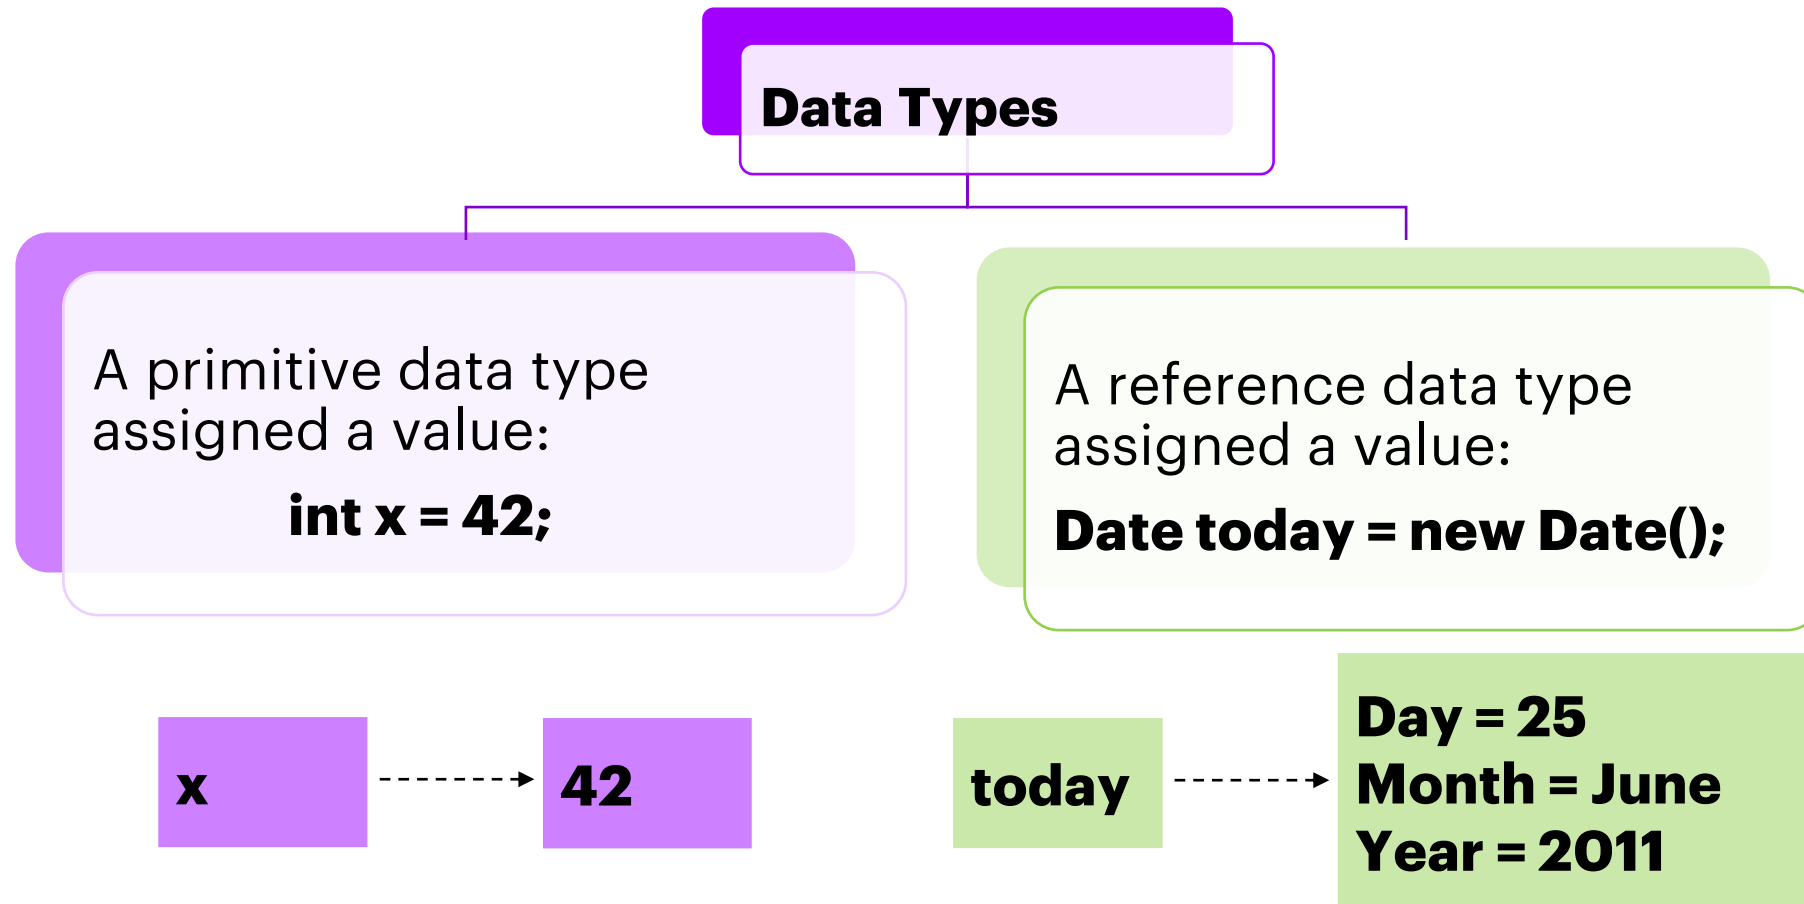 Data Types
A primitive data type
assigned a value:
int x = 42;
A reference data type
assigned a value:
Date today = new Date();
x
42
today
Day = 25
Month = June
Year = 2011